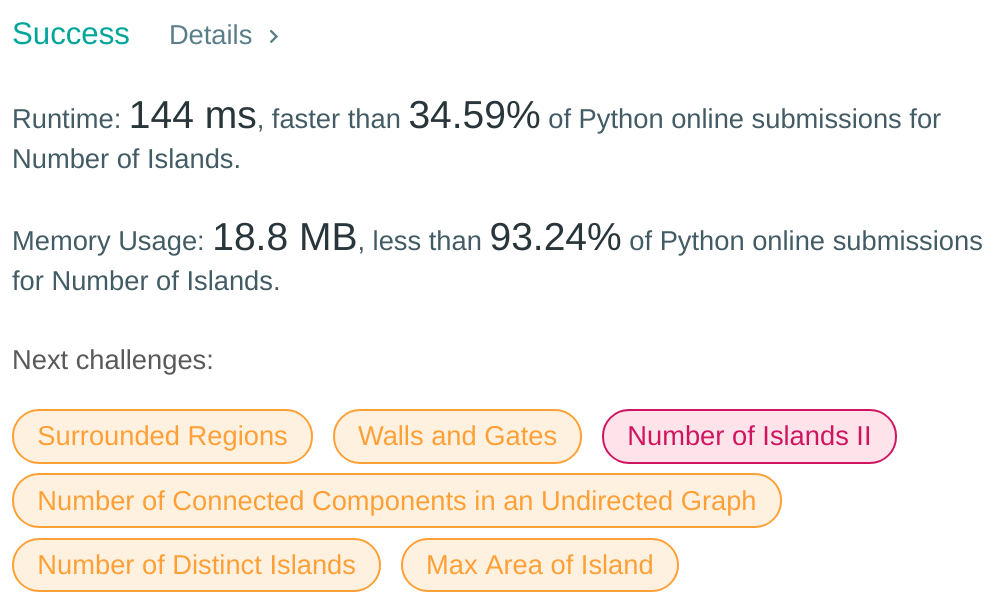 Success Details >
Runtime: 144 ms, faster than 34.59% of Python online submissions for
Number of Islands.
Memory Usage: 18.8 MB, less than 93.24% of Python online submissions
for Number of Islands.
Next challenges:
Surrounded Regions Walls and Gates Number of Islands II
Number of Connected Components in an Undirected Graph
Number of Distinct Islands Max Area of Island